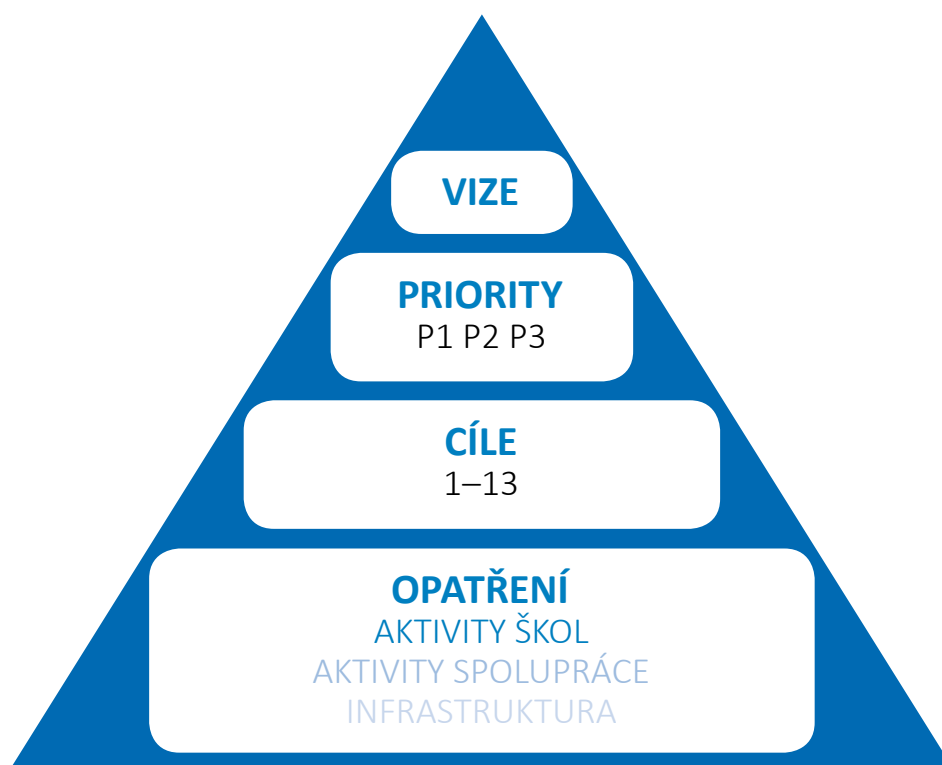 VIZE
PRIORITY
P1 P2 P3
CÍLE
1–13
OPATŘENÍ
AKTIVITY ŠKOL
AKTIVITY SPOLUPRÁCE
INFRASTRUKTURA